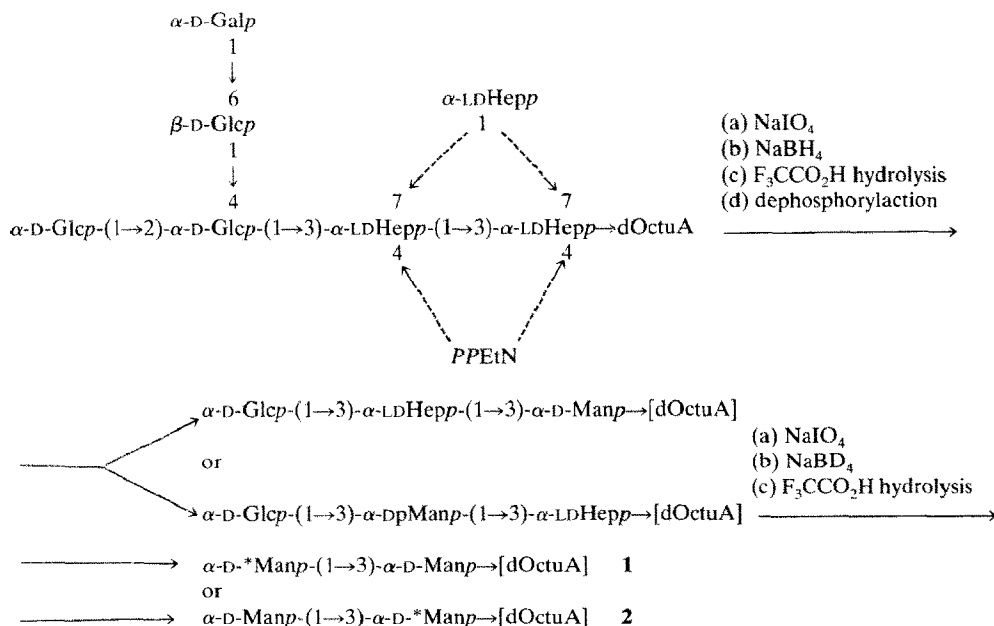 α-D-Galp
1
↓
6
β-D-Glcp
1
↓
4
α-LDHepp
1
7 7
α-D-Glcp-(1→2)-α-D-Glcp-(1→3)-α-LDHepp-(1→3)-α-LDHepp→dOctuA
4 4
PPEtN
(a) NaIO₄
(b) NaBH₄
(c) F₃CCO₂H hydrolysis
(d) dephosphorylaction
α-D-Glcp-(1→3)-α-LDHepp-(1→3)-α-D-Manp→[dOctuA]
or
α-D-Glcp-(1→3)-α-DpManp-(1→3)-α-LDHepp→[dOctuA]
(a) NaIO₄
(b) NaBD₄
(c) F₃CCO₂H hydrolysis
α-D-*Manp-(1→3)-α-D-Manp→[dOctuA] 1
or
α-D-Manp-(1→3)-α-D-*Manp→[dOctuA] 2